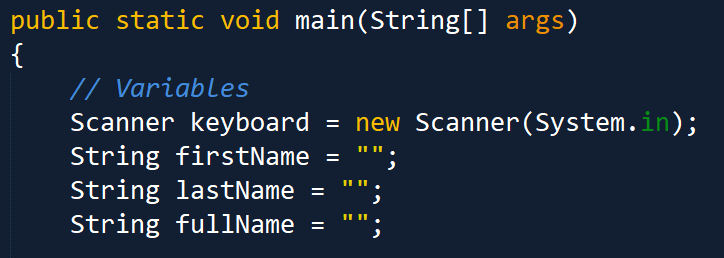 public static void main(String[] args)
{
    // Variables
    Scanner keyboard = new Scanner(System.in);
    String firstName = "";
    String lastName = "";
    String fullName = "";